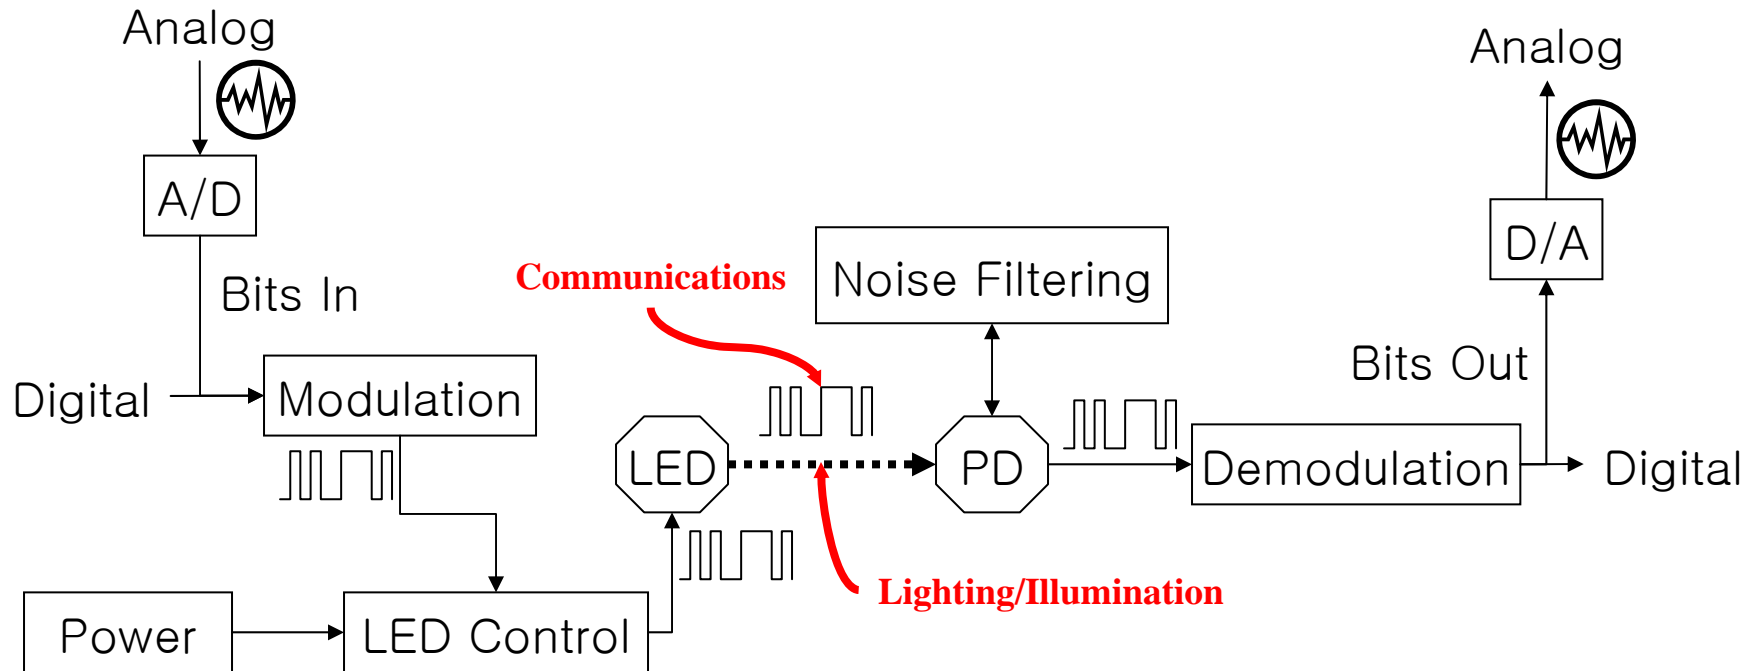 Analog
Analog
A/D
D/A
Communications
Noise Filtering
Bits In
Bits Out
Digital
Modulation
LED
PD
Demodulation
Digital
Lighting/Illumination
Power
LED Control